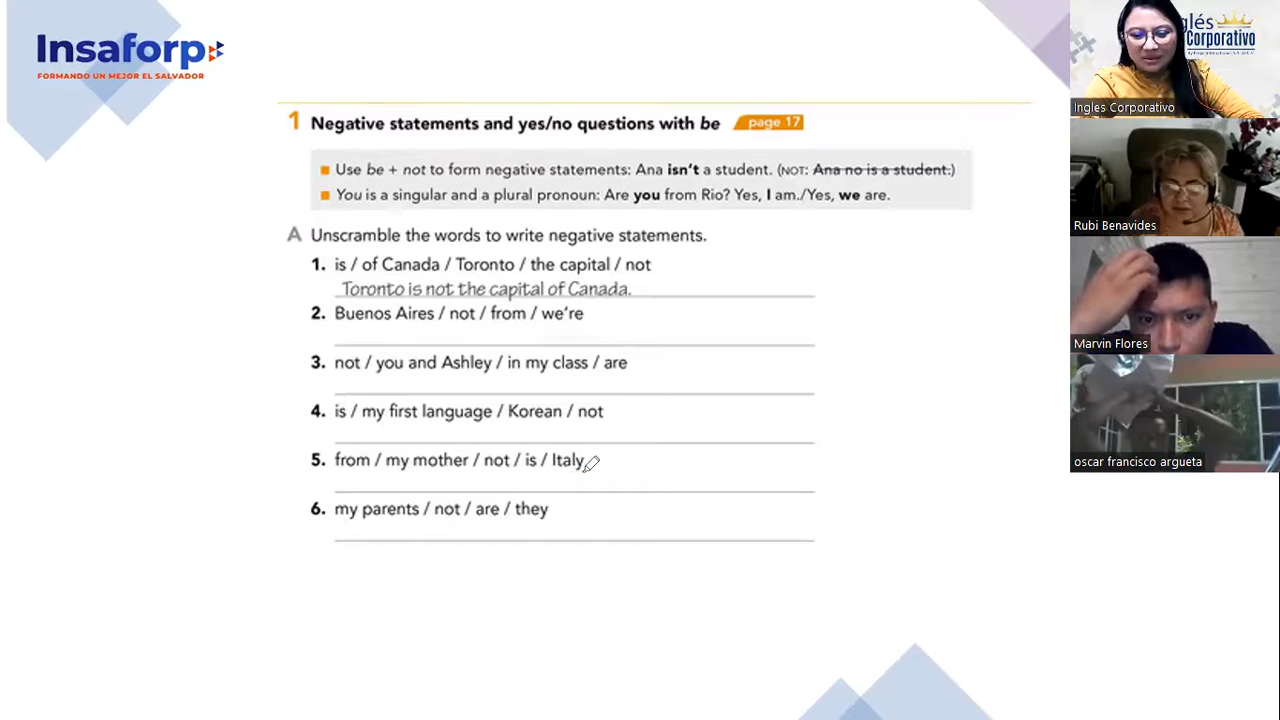 Insaforp
FORMANDO UN MEJOR EL SALVADOR
1 Negative statements and yes/no questions with be page 17
Use be + not to form negative statements: Ana isn't a student. (NOT: Ana no is a student.)
You is a singular and a plural pronoun: Are you from Rio? Yes, I am./Yes, we are.
A Unscramble the words to write negative statements.
1. is / of Canada / Toronto / the capital / not
Toronto is not the capital of Canada.
2. Buenos Aires / not / from / we're
3. not / you and Ashley / in my class / are
4. is / my first language / Korean / not
5. from / my mother / not / is / Italy
6. my parents / not / are / they
Corporativo
Ingles Corporativo
Rubi Benavides
Marvin Flores
oscar francisco argueta